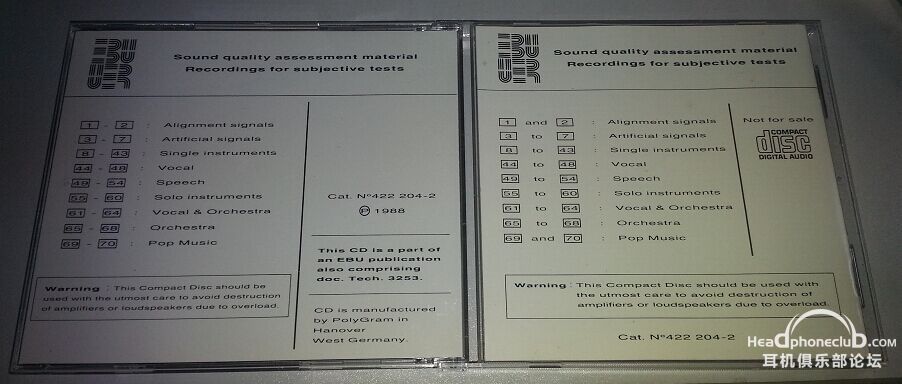 EBU
UER
Sound quality assessment material
Recordings for subjective tests
1 - 2 : Alignment signals
3 - 7 : Artificial signals
8 - 43 : Single instruments
44 - 48 : Vocal
49 - 54 : Speech
55 - 60 : Solo instruments
61 - 64 : Vocal & Orchestra
65 - 68 : Orchestra
69 - 70 : Pop Music
Warning : This Compact Disc should be
used with the utmost care to avoid destruction
of amplifiers or loudspeakers due to overload.
Cat. N°422 204-2
Ⓟ 1988
This CD is a part of
an EBU publication
also comprising
doc. Tech. 3253.
CD is manufactured
by PolyGram in
Hanover
West Germany.
EBU
UER
Sound quality assessment material
Recordings for subjective tests
1 and 2 : Alignment signals
3 to 7 : Artificial signals
8 to 43 : Single instruments
44 to 48 : Vocal
49 to 54 : Speech
55 to 60 : Solo instruments
61 to 64 : Vocal & Orchestra
65 to 68 : Orchestra
69 and 70 : Pop Music
Not for sale
COMPACT
disc
DIGITAL AUDIO
Warning : This Compact Disc should be used with
the utmost care to avoid destruction of
amplifiers or loudspeakers due to overload.
Cat. N°422 204-2
HeadphonecluD.com
耳机俱乐部论坛